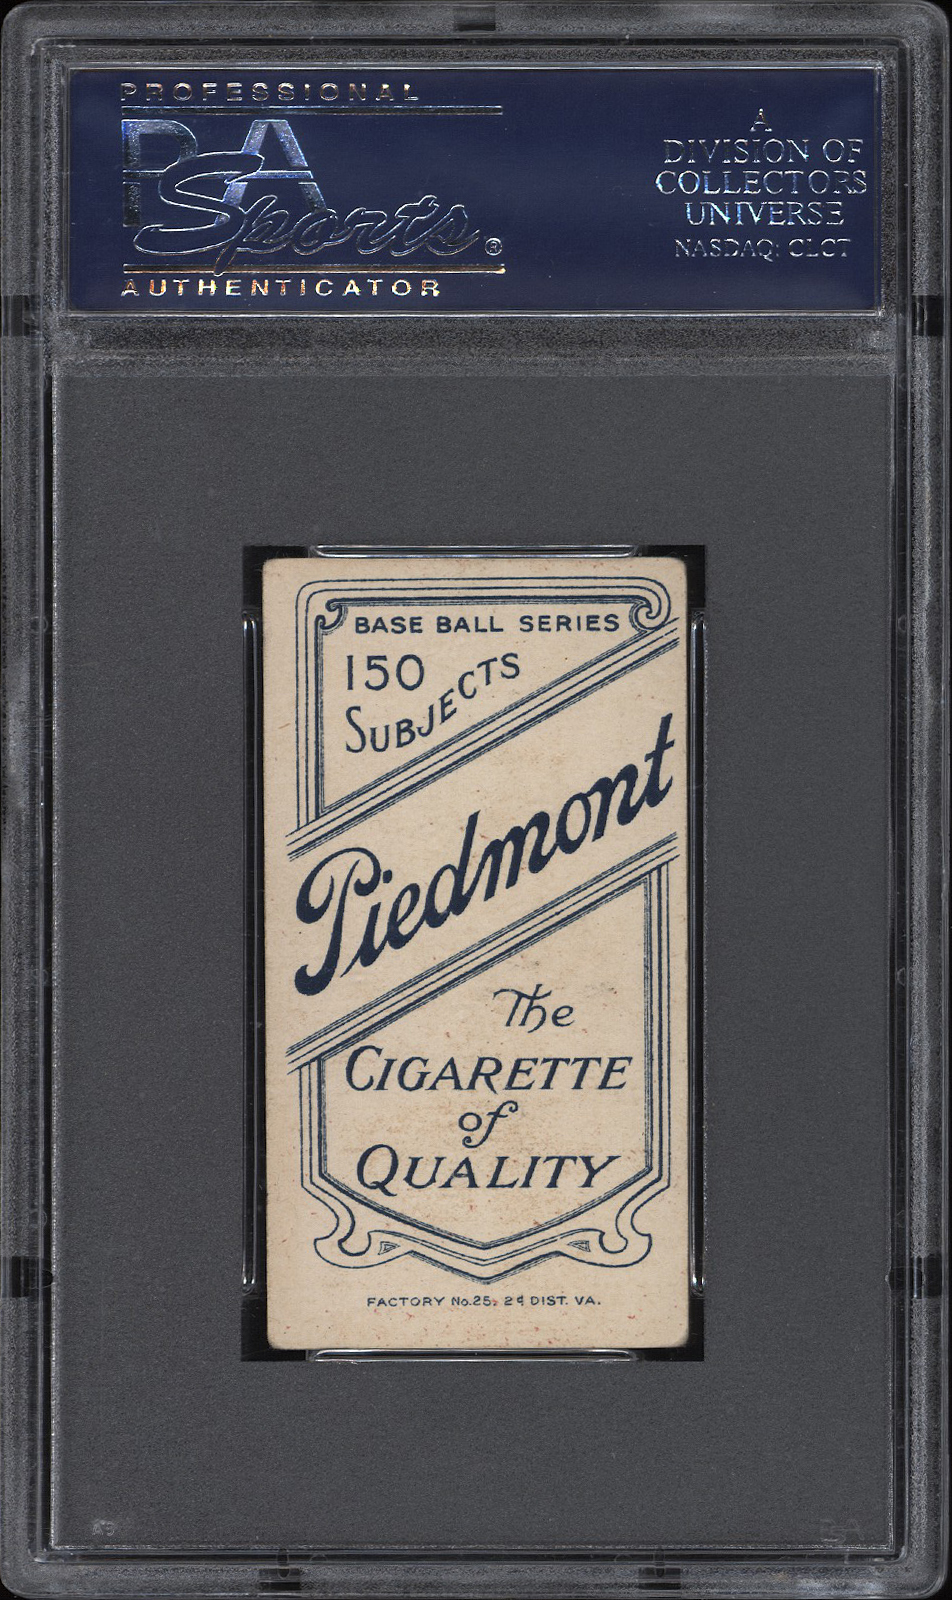 PROFESSIONAL
PSA
Sports®
AUTHENTICATOR
A
DIVISION OF
COLLECTORS
UNIVERSE
NASDAQ: CLCT
BASE BALL SERIES
150
SUBJECTS
Piedmont
The
CIGARETTE
of
QUALITY
FACTORY No. 25. 2d DIST. VA.